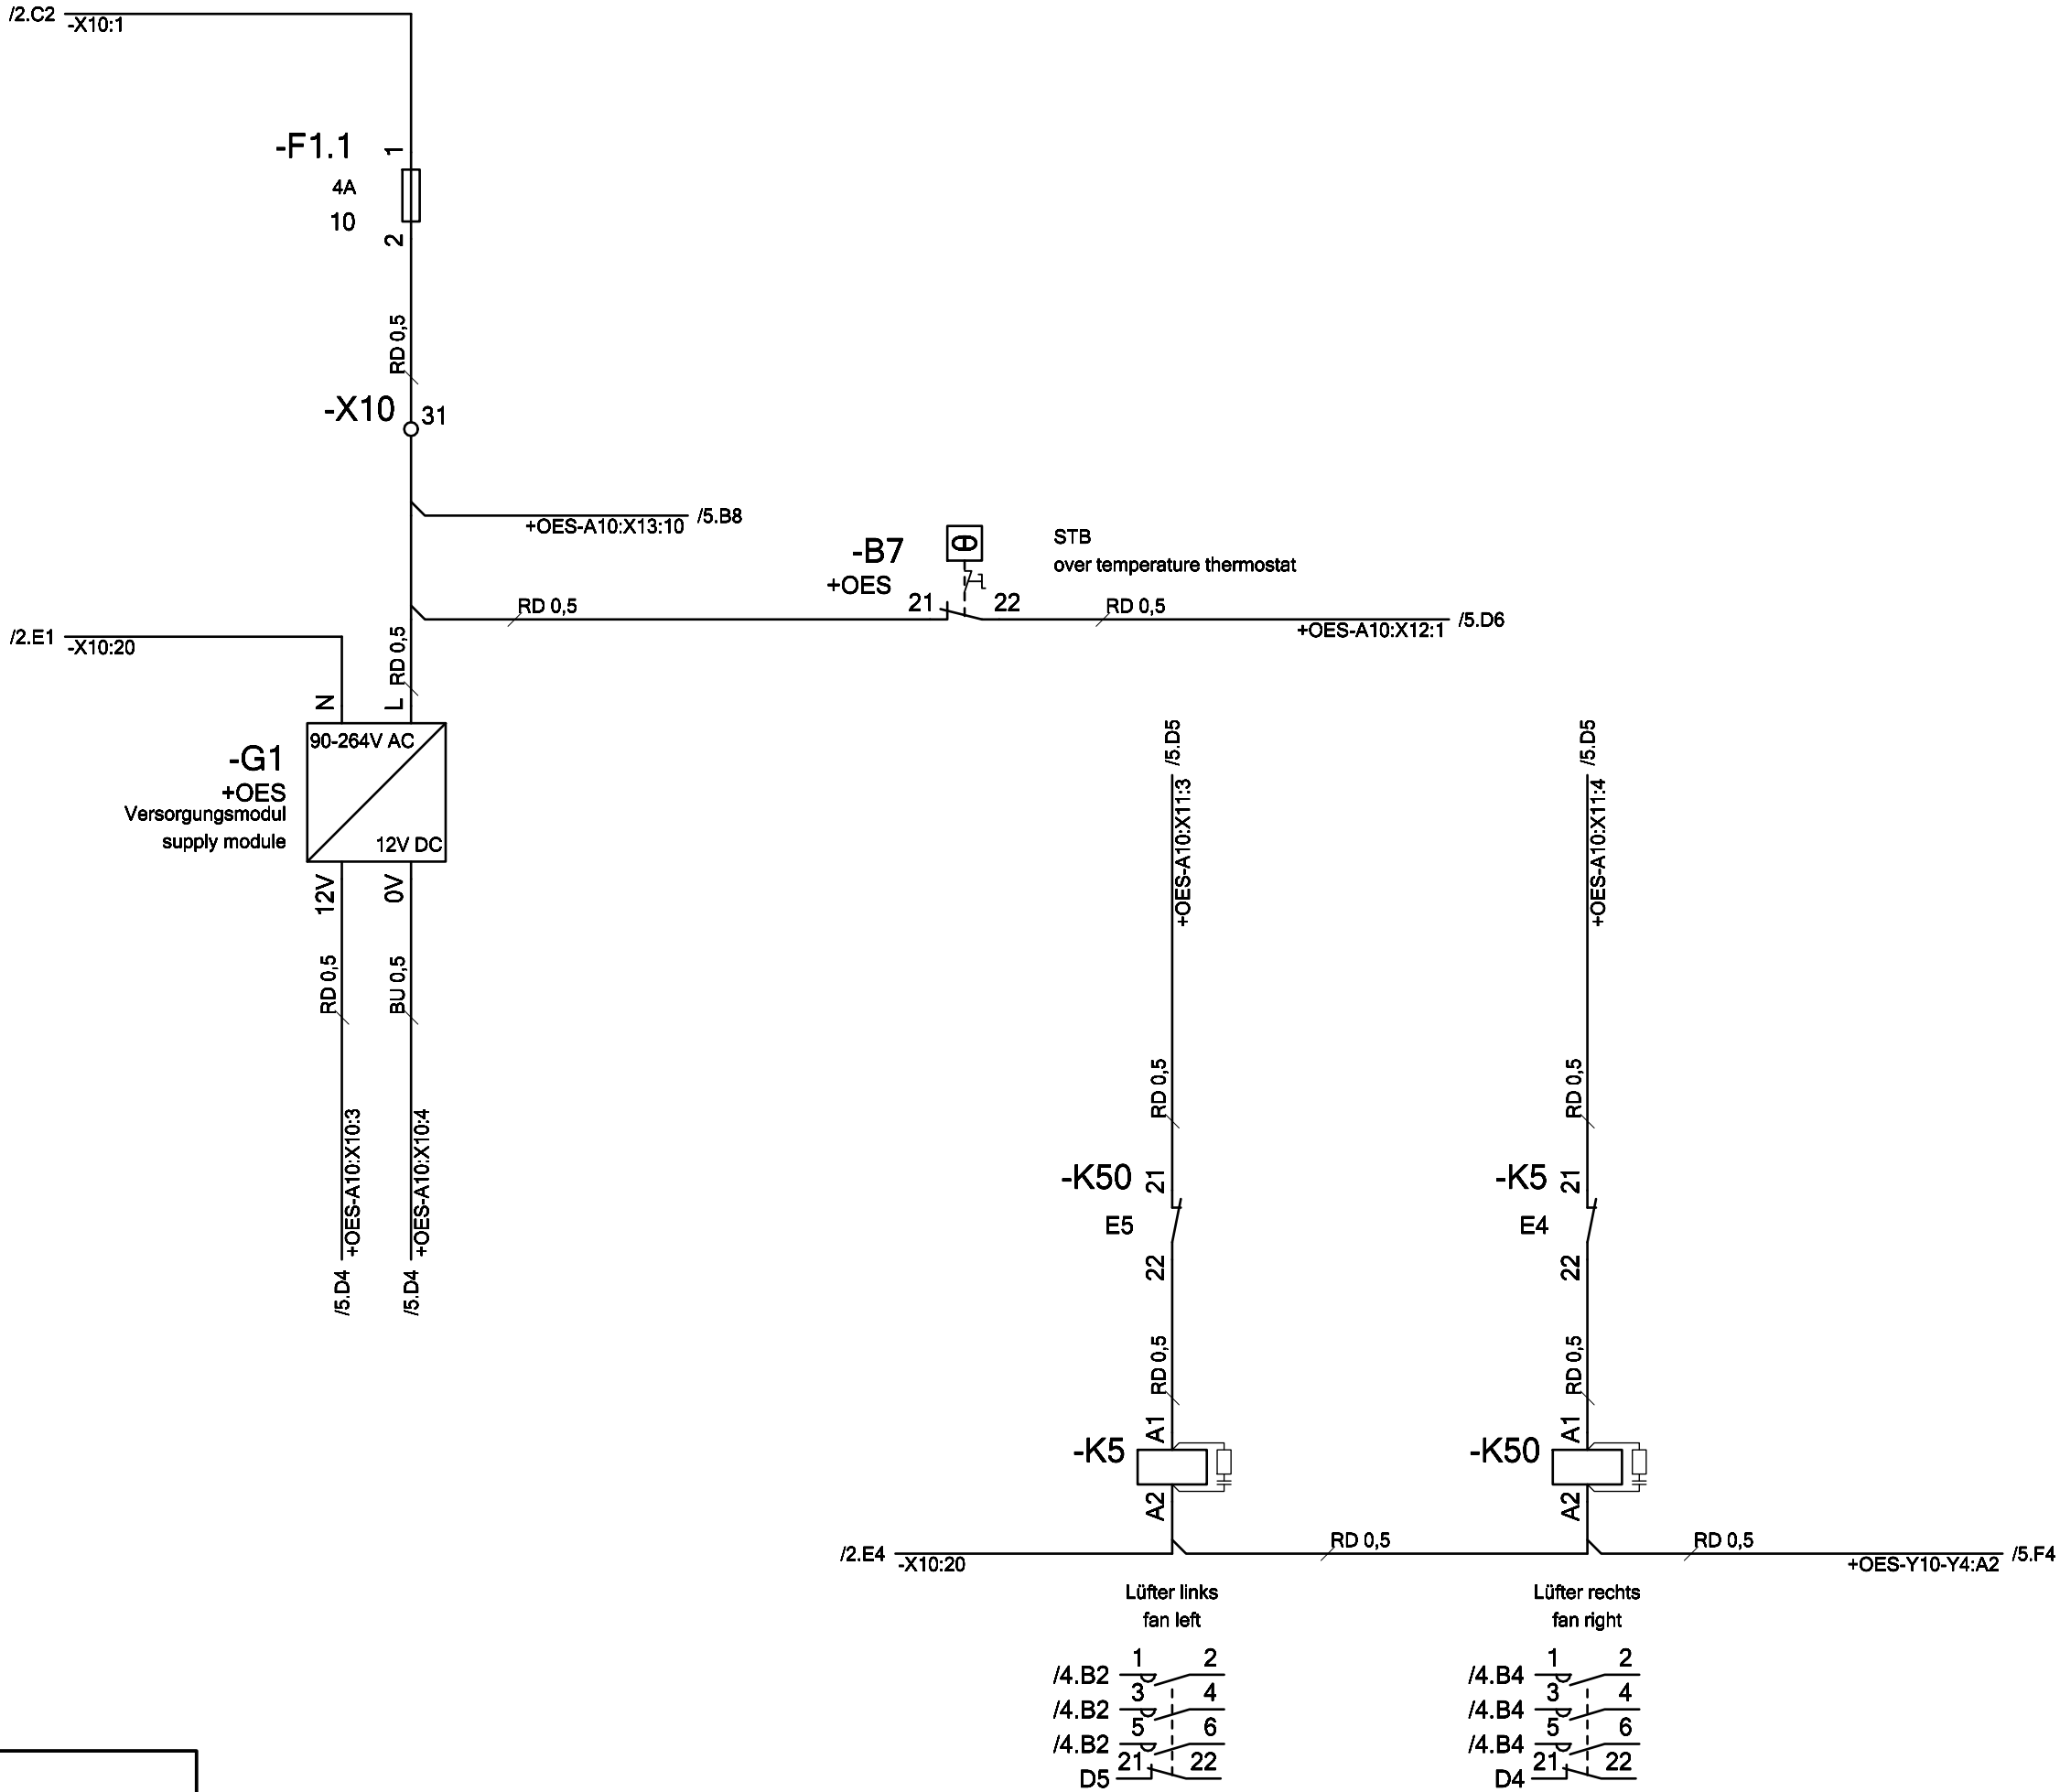 /2.C2
-X10:1
-F1.1
1
4A
10
2
RD 0,5
-X10
31
+OES-A10:X13:10
/5.B8
-B7
+OES
STB
over temperature thermostat
21
22
RD 0,5
RD 0,5
+OES-A10:X12:1
/5.D6
/2.E1
-X10:20
RD 0,5
N
L
90-264V AC
-G1
+OES
Versorgungsmodul
supply module
12V DC
12V
0V
RD 0,5
BU 0,5
+OES-A10:X10:3
+OES-A10:X10:4
/5.D4
/5.D4
/5.D5
+OES-A10:X11:3
RD 0,5
-K50
21
E5
22
RD 0,5
-K5
A1
A2
/5.D5
+OES-A10:X11:4
RD 0,5
-K5
21
E4
22
RD 0,5
-K50
A1
A2
/2.E4
-X10:20
RD 0,5
RD 0,5
+OES-Y10-Y4:A2
/5.F4
Lüfter links
fan left
/4.B2 1 2
/4.B2 3 4
/4.B2 5 6
D5 21 22
Lüfter rechts
fan right
/4.B4 1 2
/4.B4 3 4
/4.B4 5 6
D4 21 22